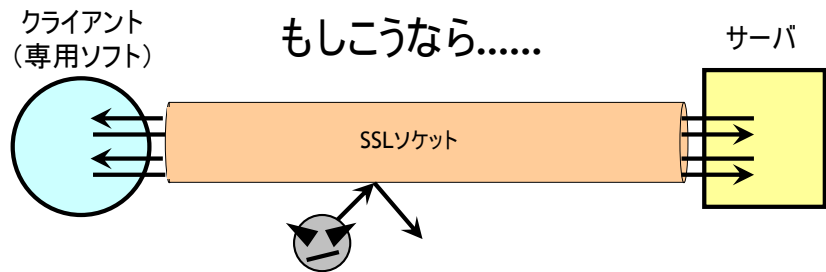 クライアント
（専用ソフト）
もしこうなら......
サーバ
SSLソケット